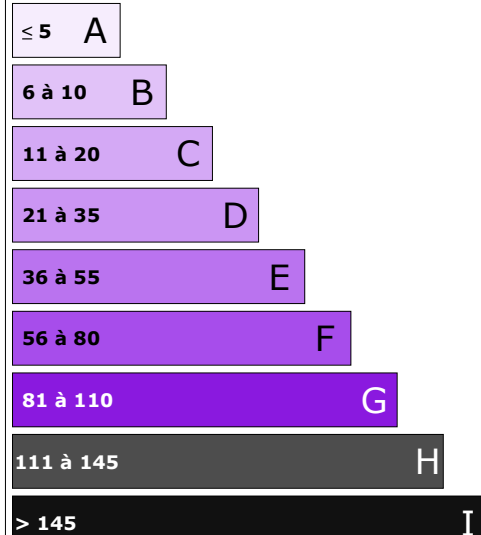 ≤ 5 A
6 à 10 B
11 à 20 C
21 à 35 D
36 à 55 E
56 à 80 F
81 à 110 G
111 à 145 H
> 145 I